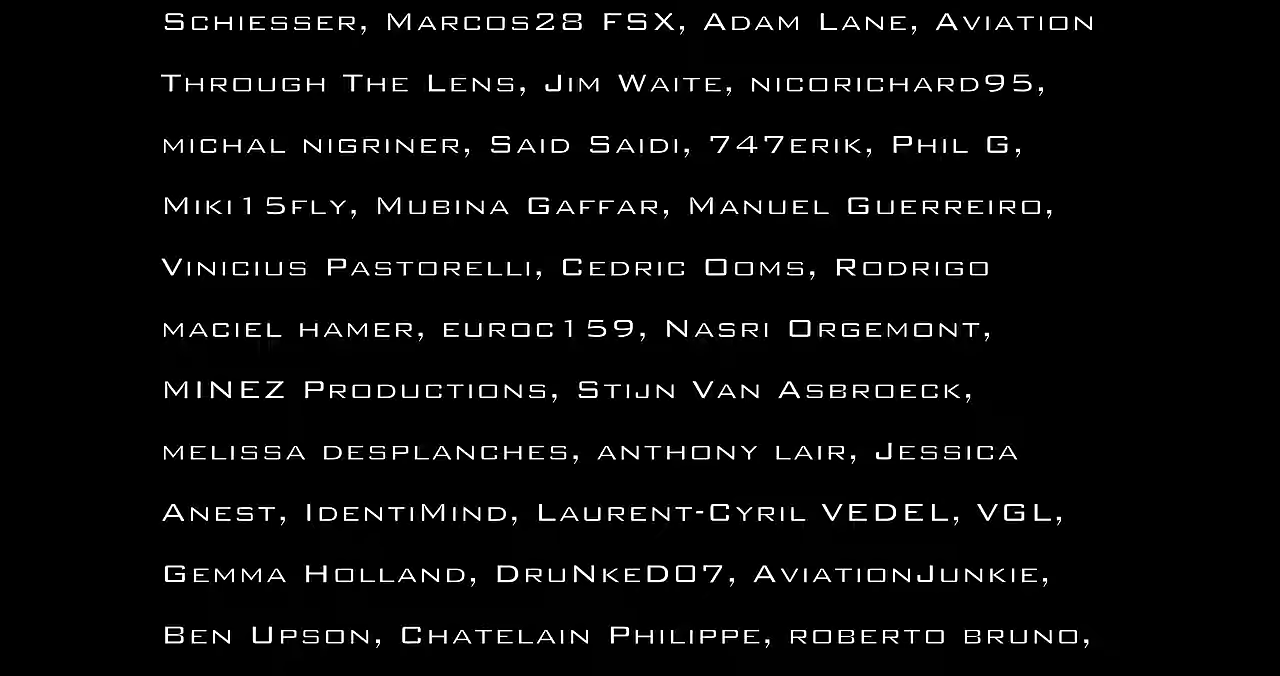 Schiesser, Marcos28 FSX, Adam Lane, Aviation
Through The Lens, Jim Waite, nicorichard95,
michal nigriner, Said Saidi, 747erik, Phil G,
Miki15fly, Mubina Gaffar, Manuel Guerreiro,
Vinicius Pastorelli, Cedric Ooms, Rodrigo
maciel hamer, euroc159, Nasri Orgemont,
MINEZ Productions, Stijn Van Asbroeck,
melissa desplanches, anthony lair, Jessica
Anest, IdentiMind, Laurent-Cyril VEDEL, VGL,
Gemma Holland, DruNkeD07, AviationJunkie,
Ben Upson, Chatelain Philippe, roberto bruno,